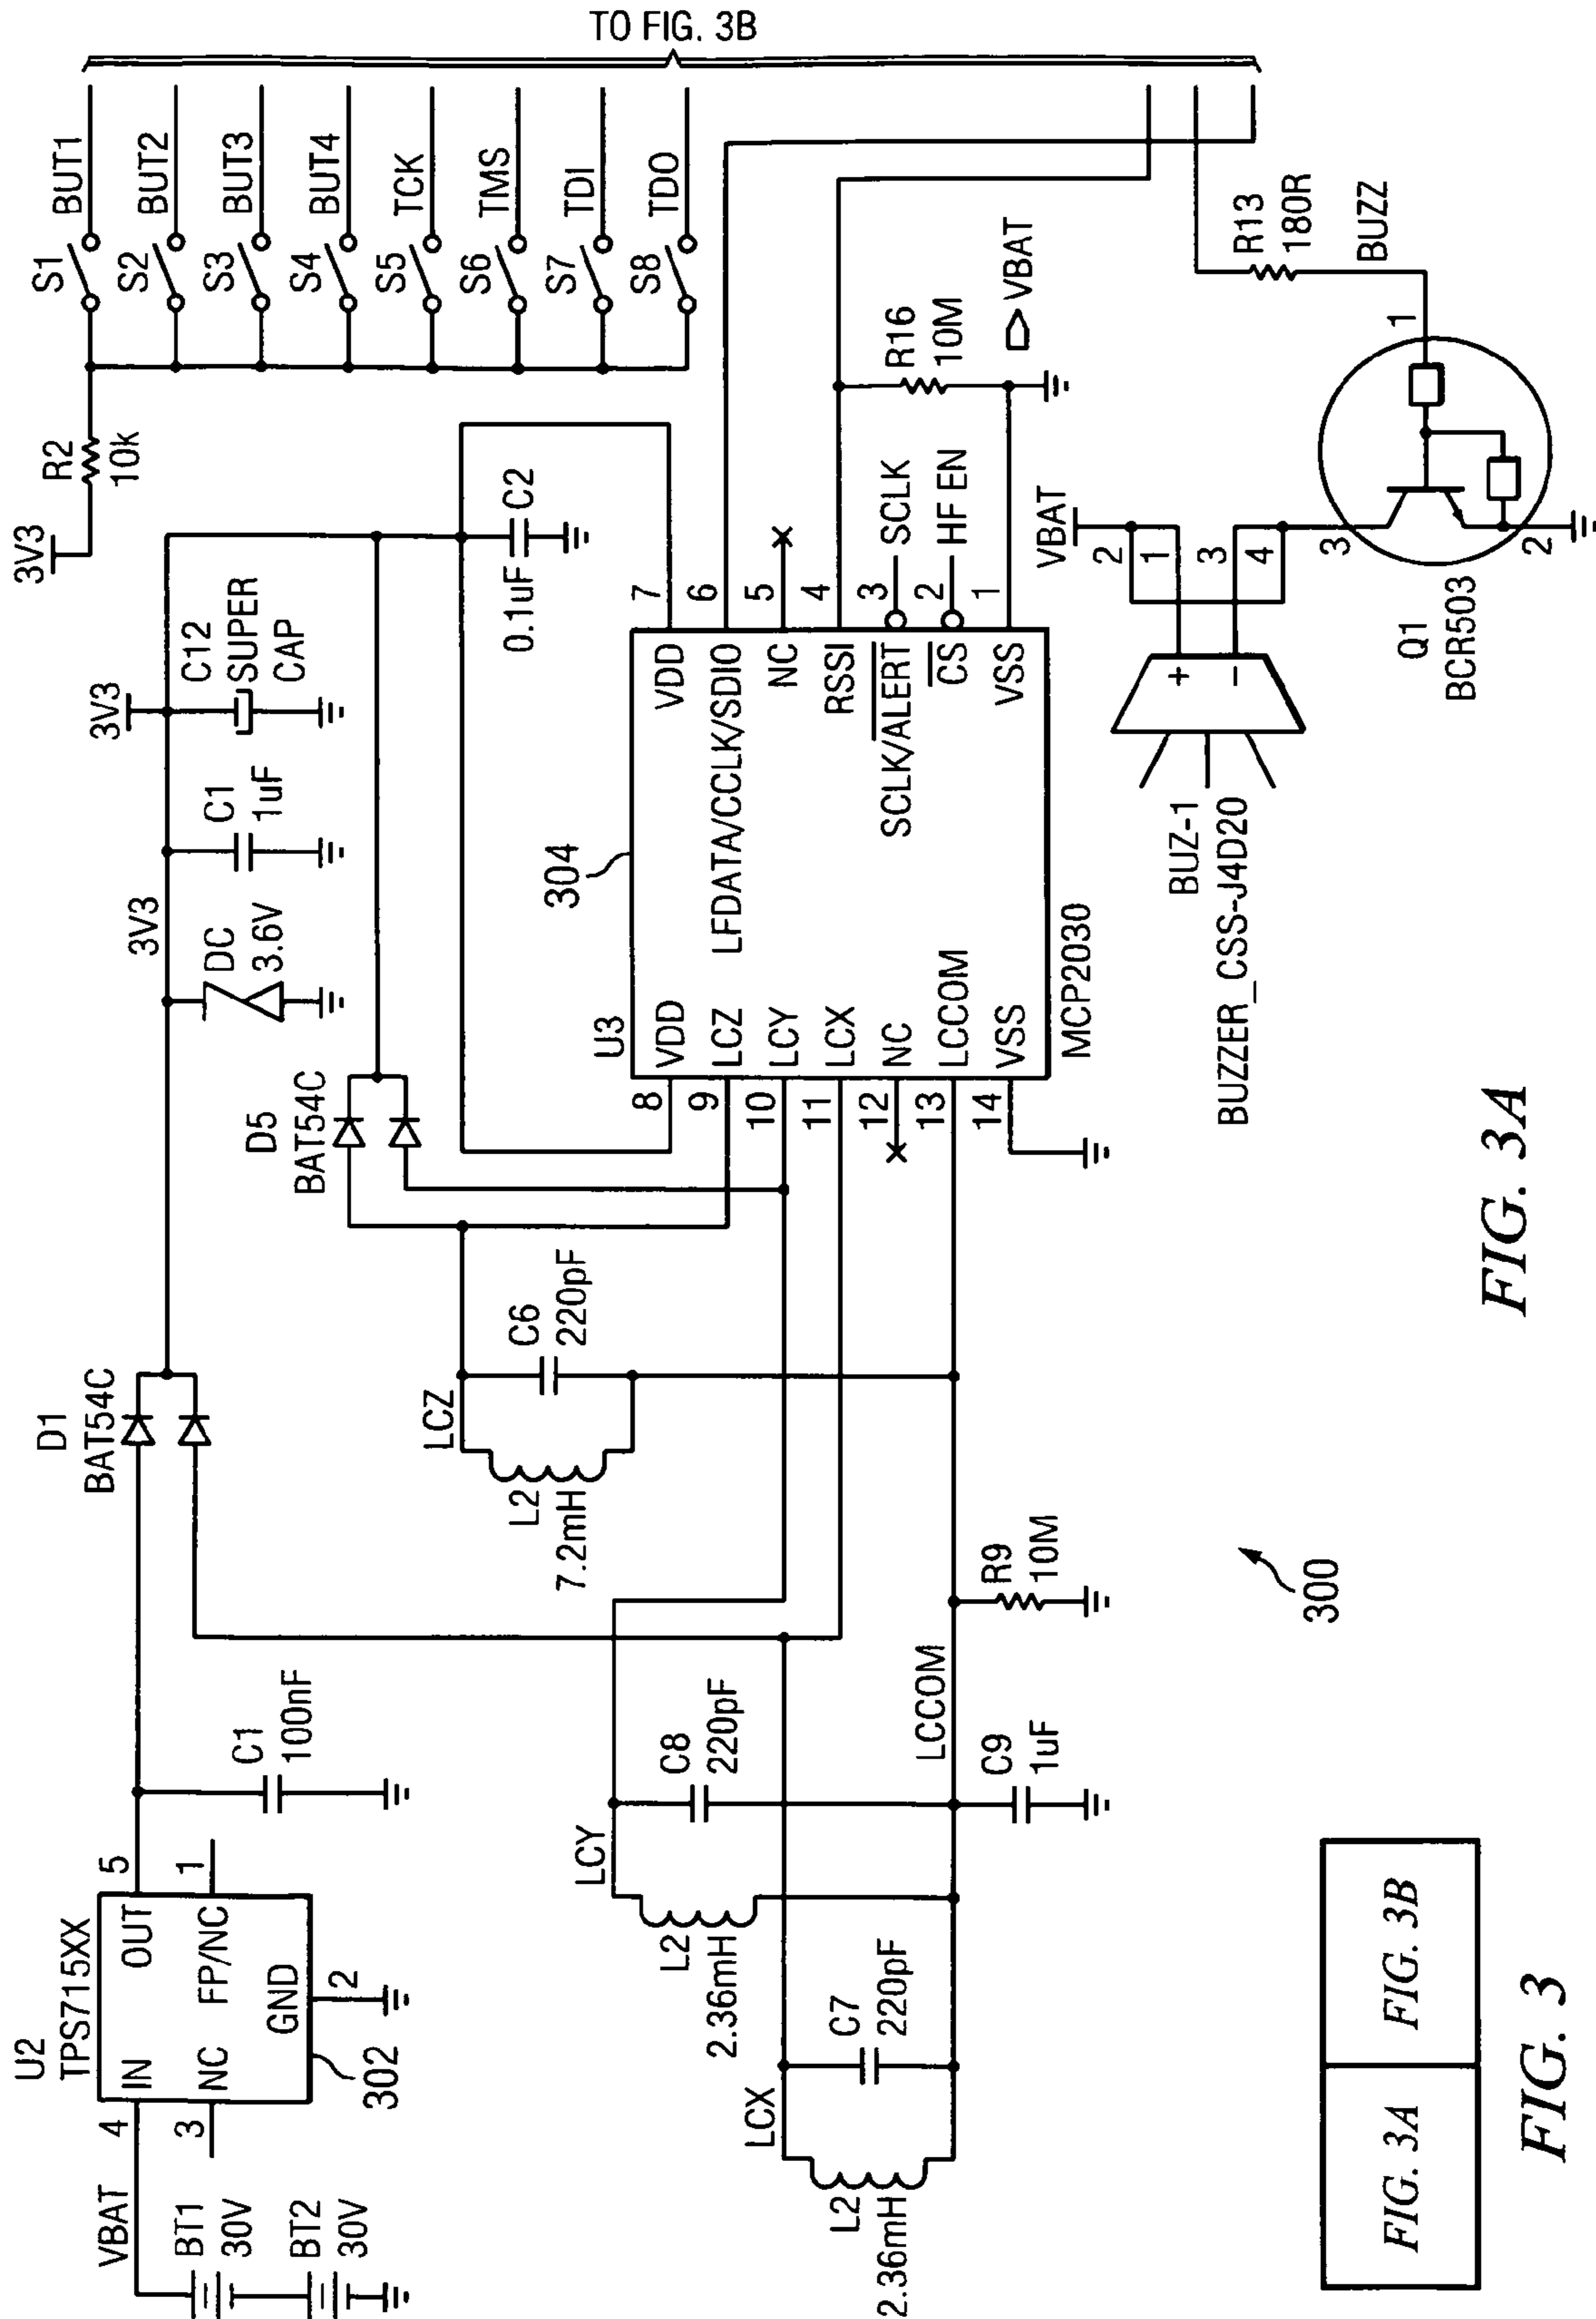 TO FIG. 3B
3V3
R2
10k
S1
BUT1
S2
BUT2
S3
BUT3
S4
BUT4
S5
TCK
S6
TMS
S7
TDI
S8
TDO
U2
TPS715XX
VBAT
4
IN
OUT
5
3
NC
FP/NC
1
GND
2
302
BT1
30V
BT2
30V
C1
100nF
D1
BAT54C
3V3
DC
3.6V
C1
1uF
3V3
C12
SUPER
CAP
D5
BAT54C
C2
0.1uF
LCZ
L2
7.2mH
C6
220pF
LCY
L2
2.36mH
C8
220pF
LCX
L2
2.36mH
C7
220pF
LCCOM
C9
1uF
R9
10M
304
U3
8
VDD
9
LCZ
10
LCY
11
LCX
12
NC
13
LCCOM
14
VSS
VDD
7
LFDATA/CCLK/SDIO
6
NC
5
RSSI
4
SCLK/ALERT
3
SCLK
CS
2
HF EN
VSS
1
MCP2030
R16
10M
VBAT
R13
180R
BUZZ
VBAT
2
1
3
4
+
−
BUZ-1
BUZZER_CSS-J4D20
1
3
2
Q1
BCR503
300
FIG. 3A
FIG. 3A
FIG. 3B
FIG. 3